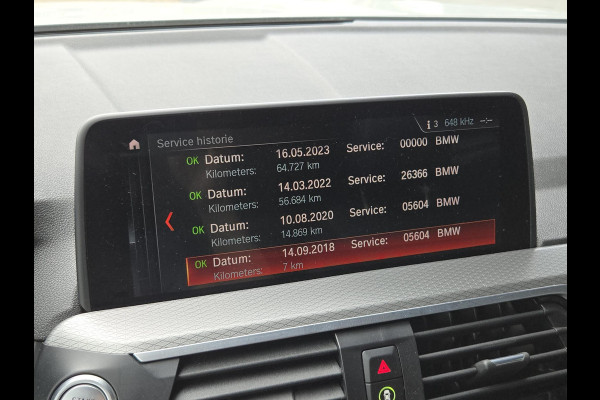 Service historie
i 3 648 kHz --:--
OK Datum: 16.05.2023 Service: 00000 BMW
Kilometers: 64.727 km
OK Datum: 14.03.2022 Service: 26366 BMW
Kilometers: 56.684 km
OK Datum: 10.08.2020 Service: 05604 BMW
Kilometers: 14.869 km
OK Datum: 14.09.2018 Service: 05604 BMW
Kilometers: 7 km